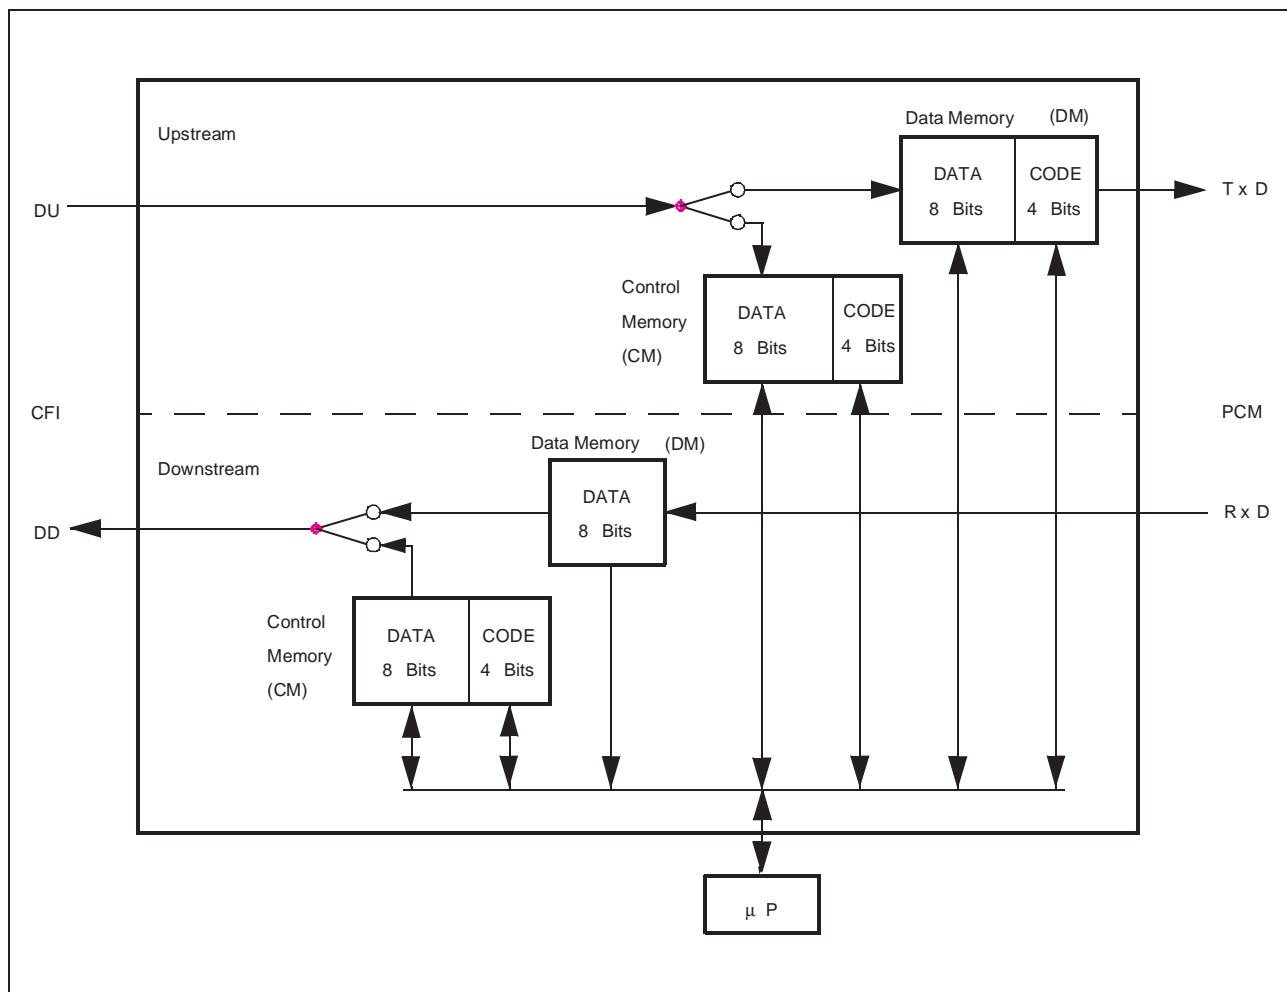 Upstream
Data Memory (DM)
DATA CODE
8 Bits 4 Bits
DU
T x D
Control
Memory
(CM)
DATA CODE
8 Bits 4 Bits
CFI
PCM
Downstream
Data Memory (DM)
DATA
8 Bits
DD
R x D
Control
Memory
(CM)
DATA CODE
8 Bits 4 Bits
μ P